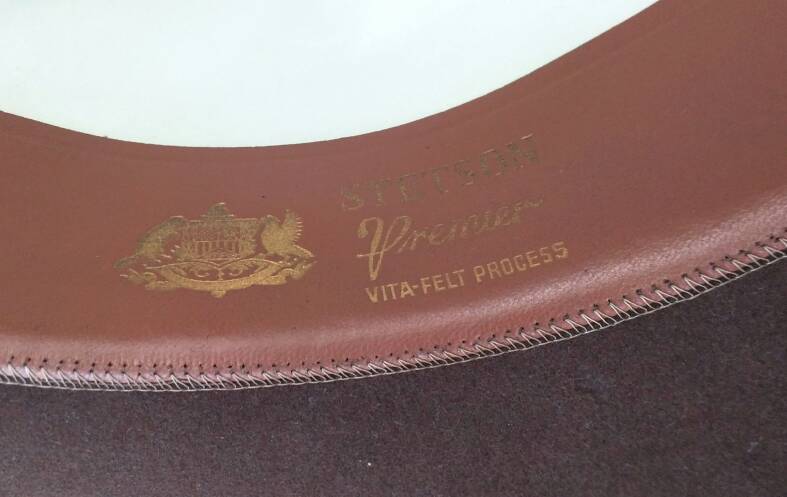 STETSON
Premier
VITA-FELT PROCESS